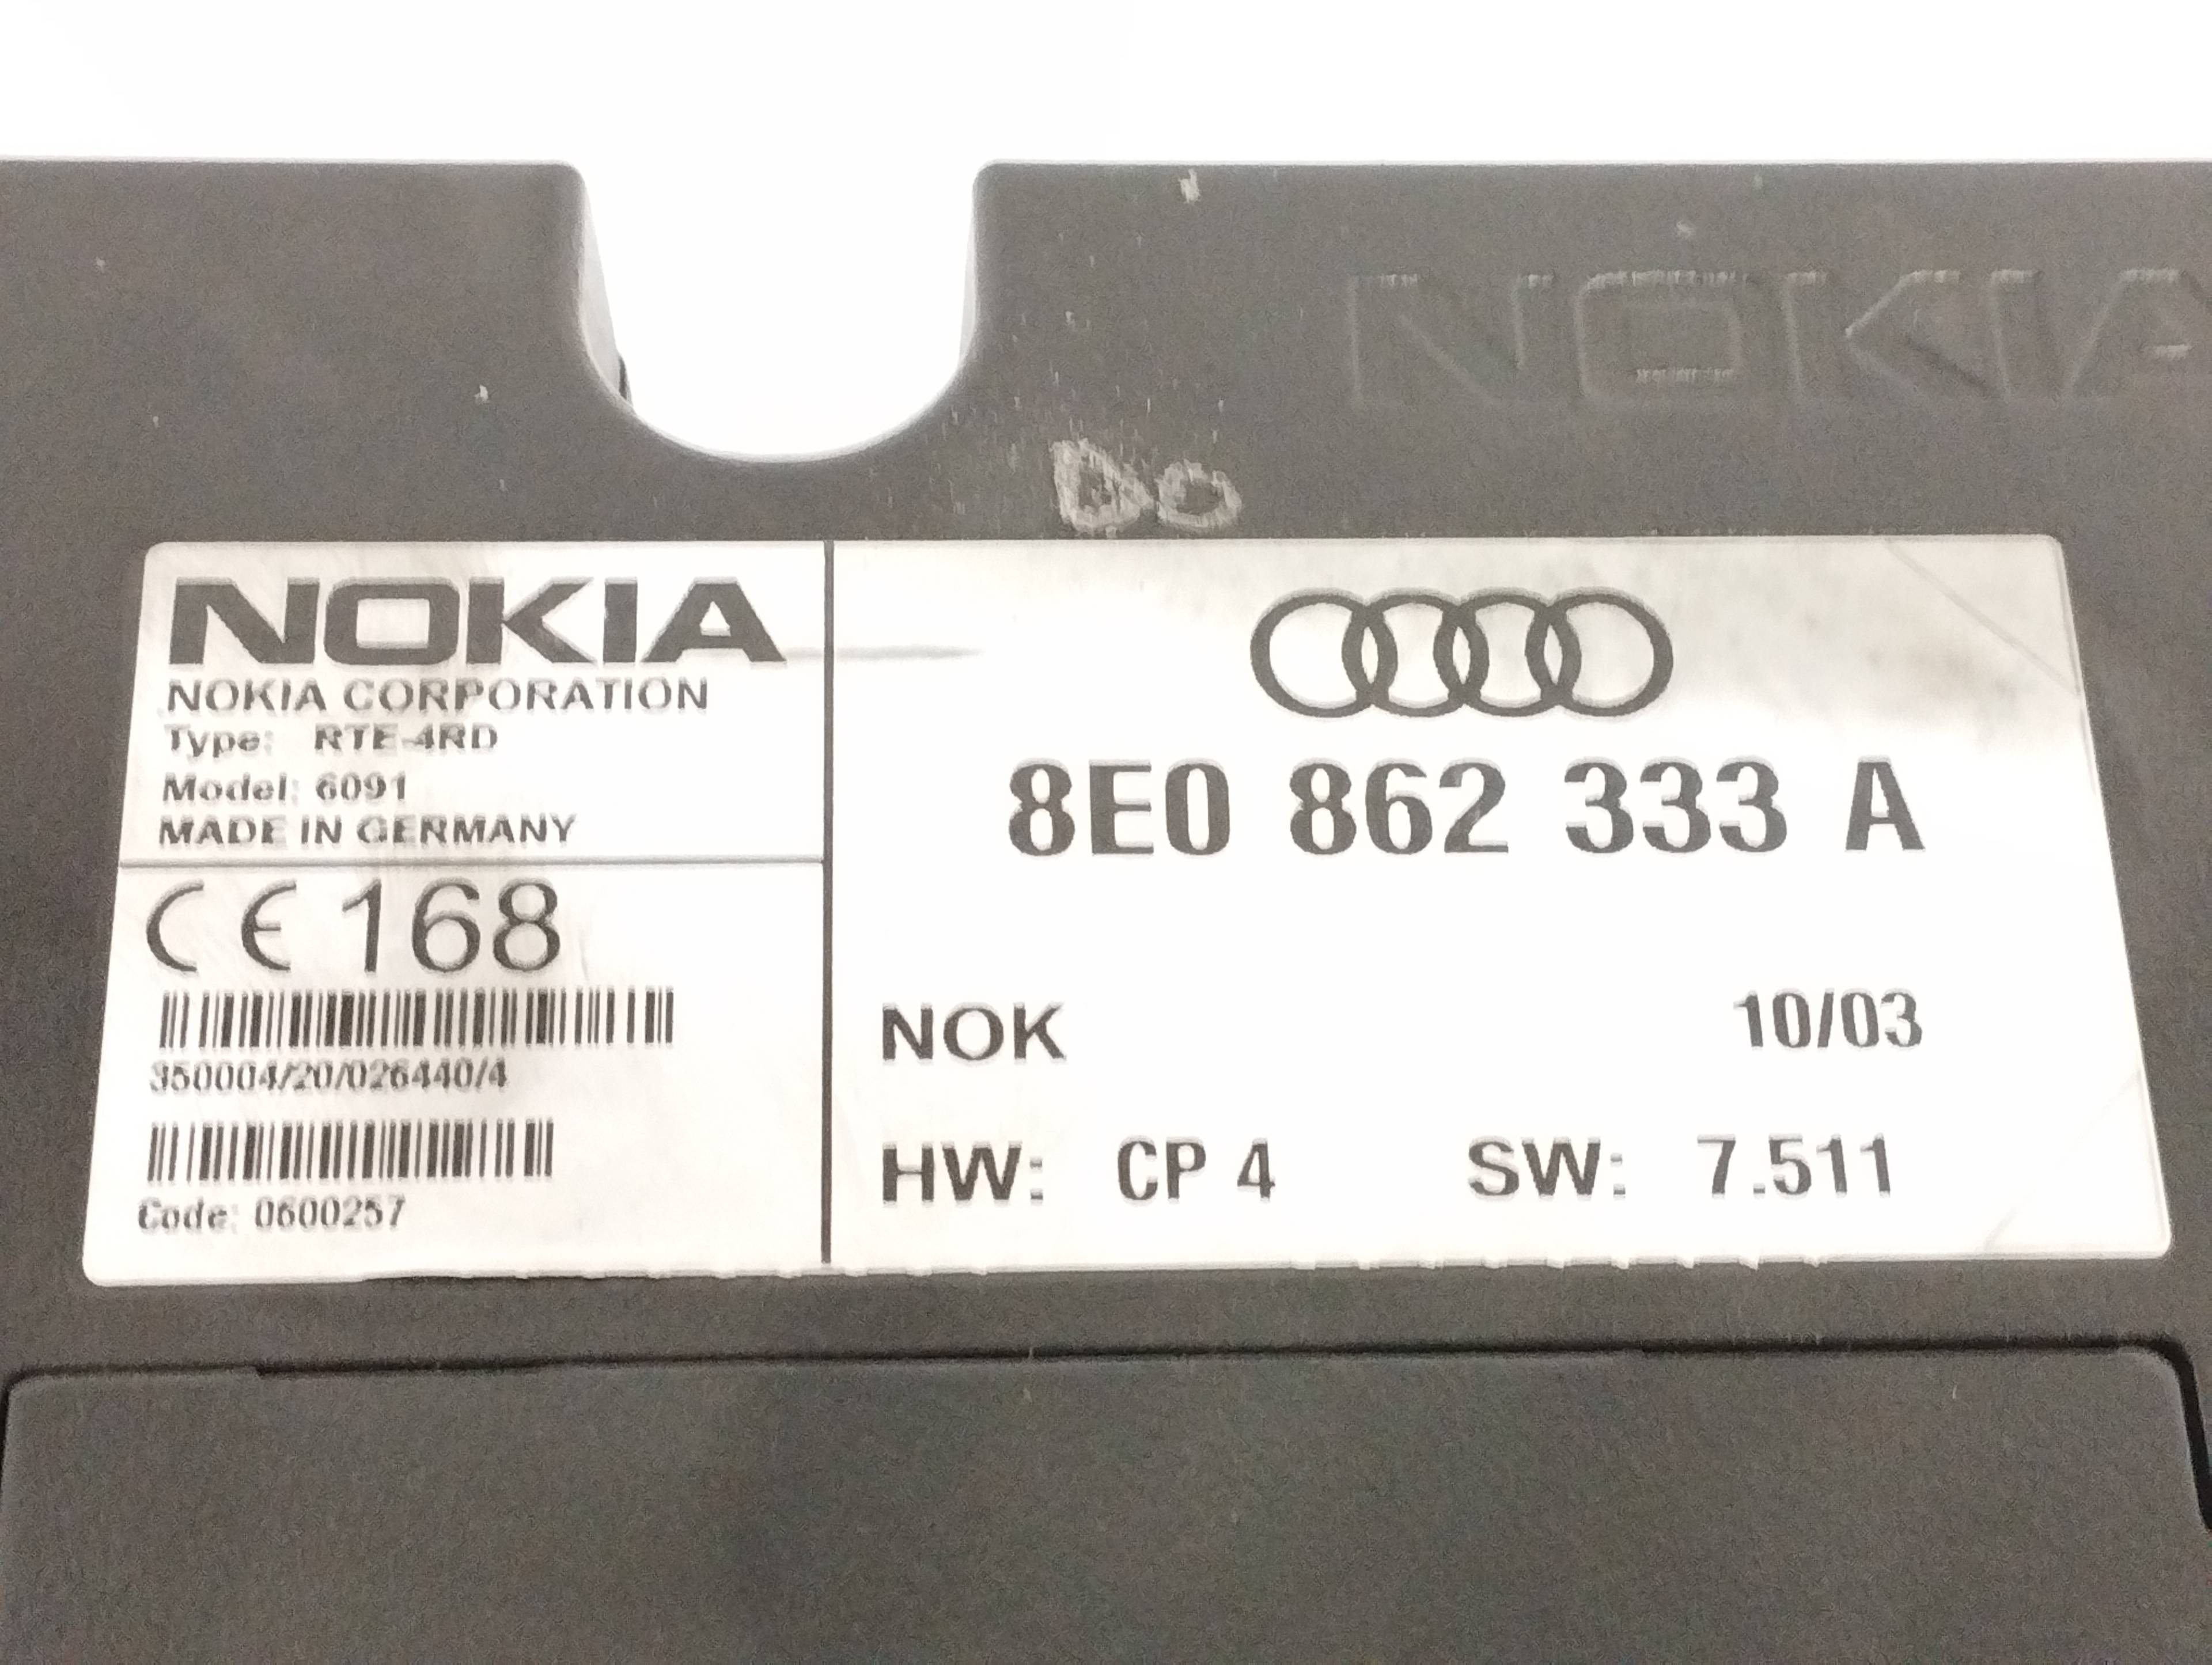 NOKIA
Do
NOKIA
NOKIA CORPORATION
Type: RTE-4RD
Model: 6091
MADE IN GERMANY
CE 168
350004/20/026440/4
Code: 0600257
8E0 862 333 A
NOK 10/03
HW: CP 4 SW: 7.511